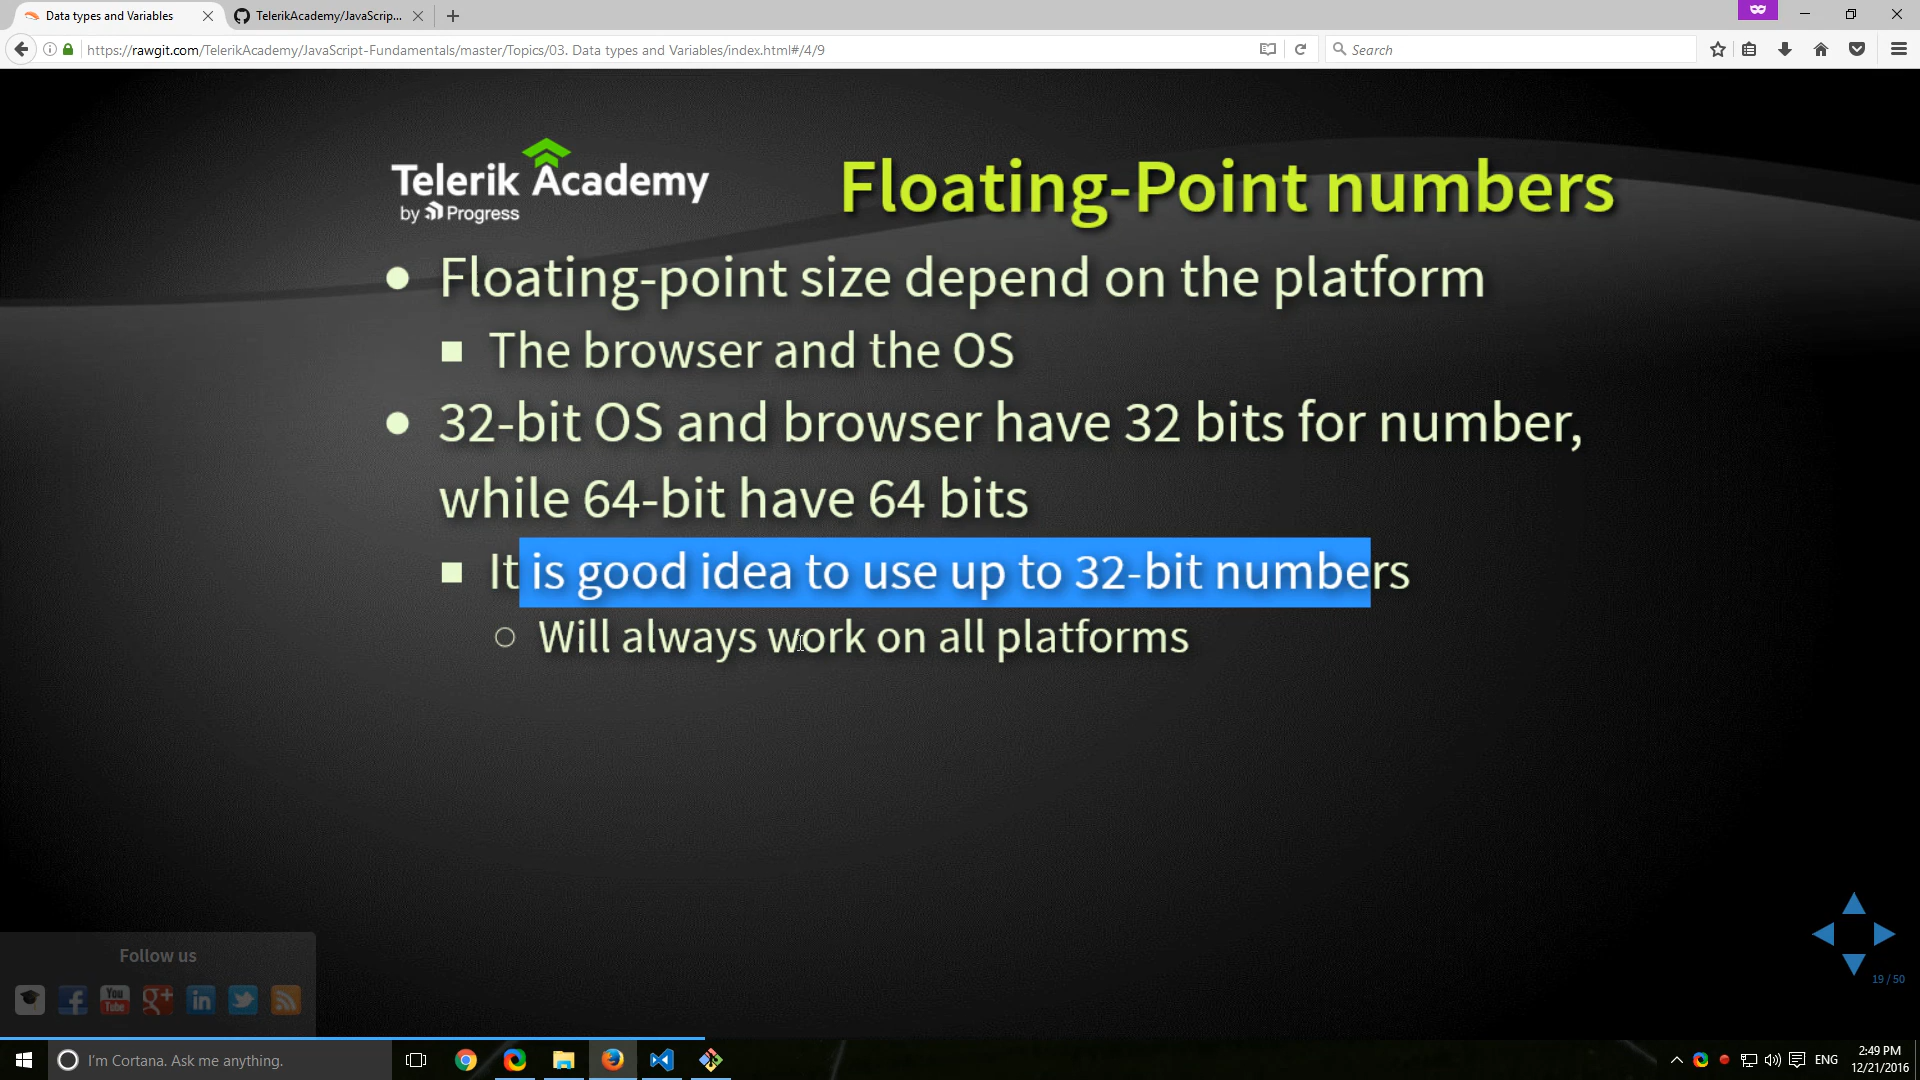 Data types and Variables
TelerikAcademy/JavaScrip...
https://rawgit.com/TelerikAcademy/JavaScript-Fundamentals/master/Topics/03. Data types and Variables/index.html#/4/9
Search
Telerik Academy
by Progress
Floating-Point numbers
Floating-point size depend on the platform
The browser and the OS
32-bit OS and browser have 32 bits for number,
while 64-bit have 64 bits
It is good idea to use up to 32-bit numbers
Will always work on all platforms
Follow us
You
Tube
g+
in
19 / 50
I'm Cortana. Ask me anything.
ENG
2:49 PM
12/21/2016